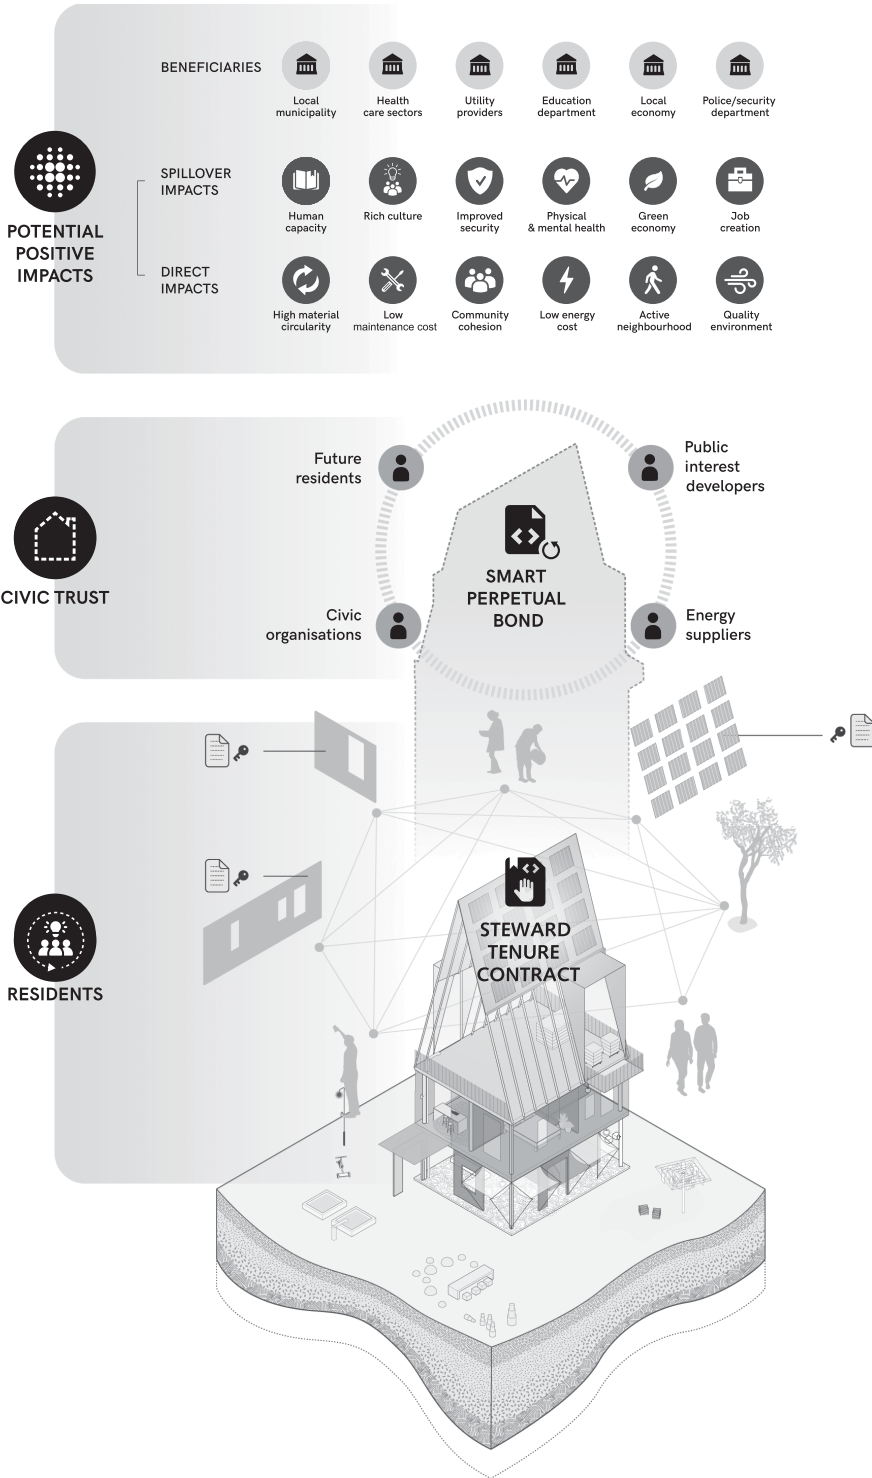 BENEFICIARIES
Local
municipality
Health
care sectors
Utility
providers
Education
department
Local
economy
Police/security
department
POTENTIAL
POSITIVE
IMPACTS
SPILLOVER
IMPACTS
Human
capacity
Rich culture
Improved
security
Physical
& mental health
Green
economy
Job
creation
DIRECT
IMPACTS
High material
circularity
Low
maintenance cost
Community
cohesion
Low energy
cost
Active
neighbourhood
Quality
environment
CIVIC TRUST
Future
residents
Public
interest
developers
SMART
PERPETUAL
BOND
Civic
organisations
Energy
suppliers
RESIDENTS
STEWARD
TENURE
CONTRACT